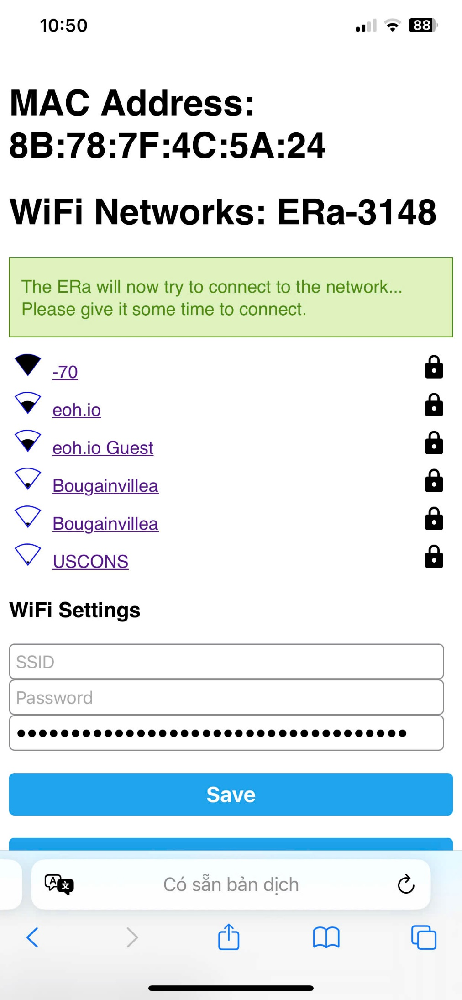 10:50
88
MAC Address:
8B:78:7F:4C:5A:24
WiFi Networks: ERa-3148
The ERa will now try to connect to the network...
Please give it some time to connect.
-70
eoh.io
eoh.io Guest
Bougainvillea
Bougainvillea
USCONS
WiFi Settings
SSID
Password
••••••••••••••••••••••••••••••••••••
Save
Có sẵn bản dịch